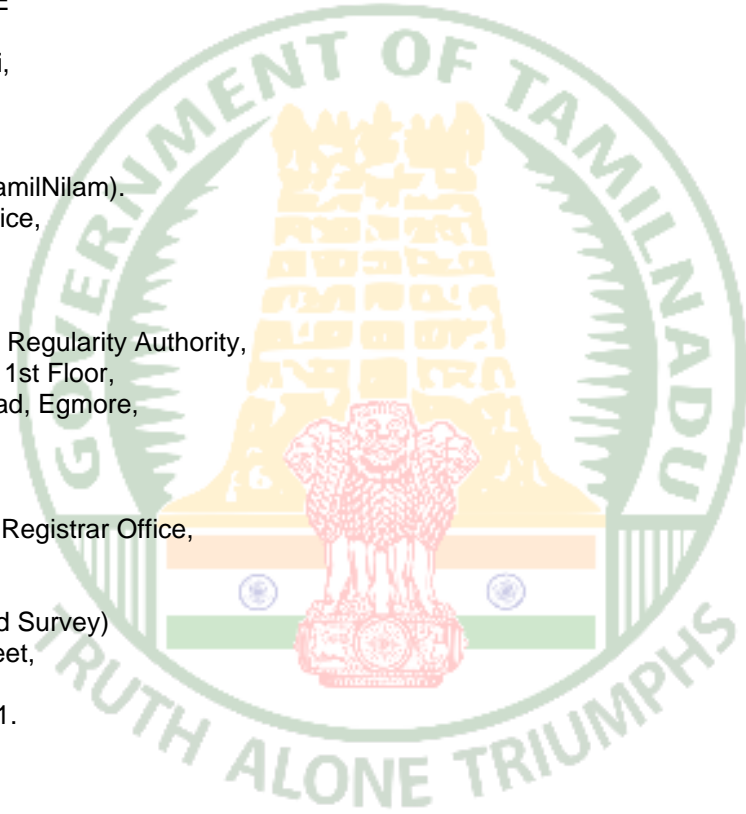 E
i,
amilNilam).
ice,
Regularity Authority,
1st Floor,
ad, Egmore,
Registrar Office,
d Survey)
eet,
1.
GOVERNMENT OF TAMILNADU
TRUTH ALONE TRIUMPHS